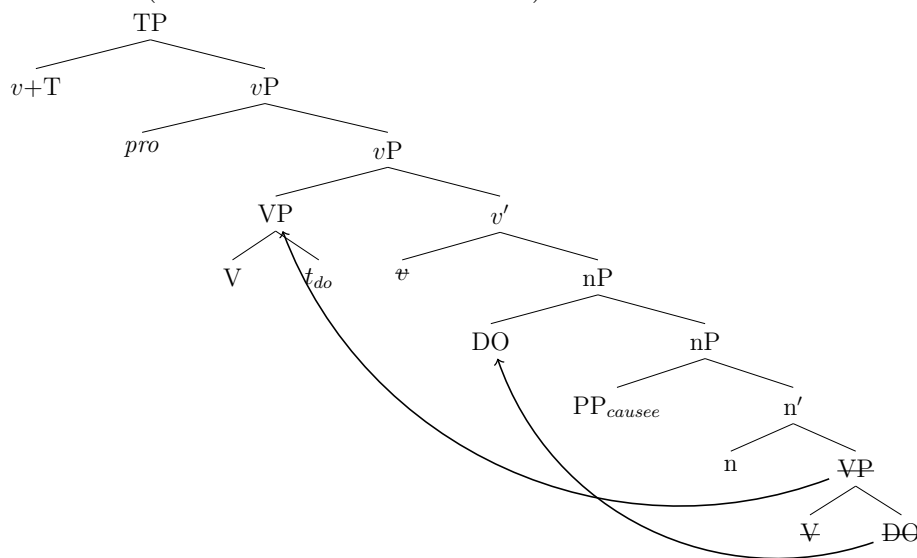 TP
v+T vP
pro vP
VP v′
V t_do v nP
DO nP
PP_causee n′
n VP
V DO